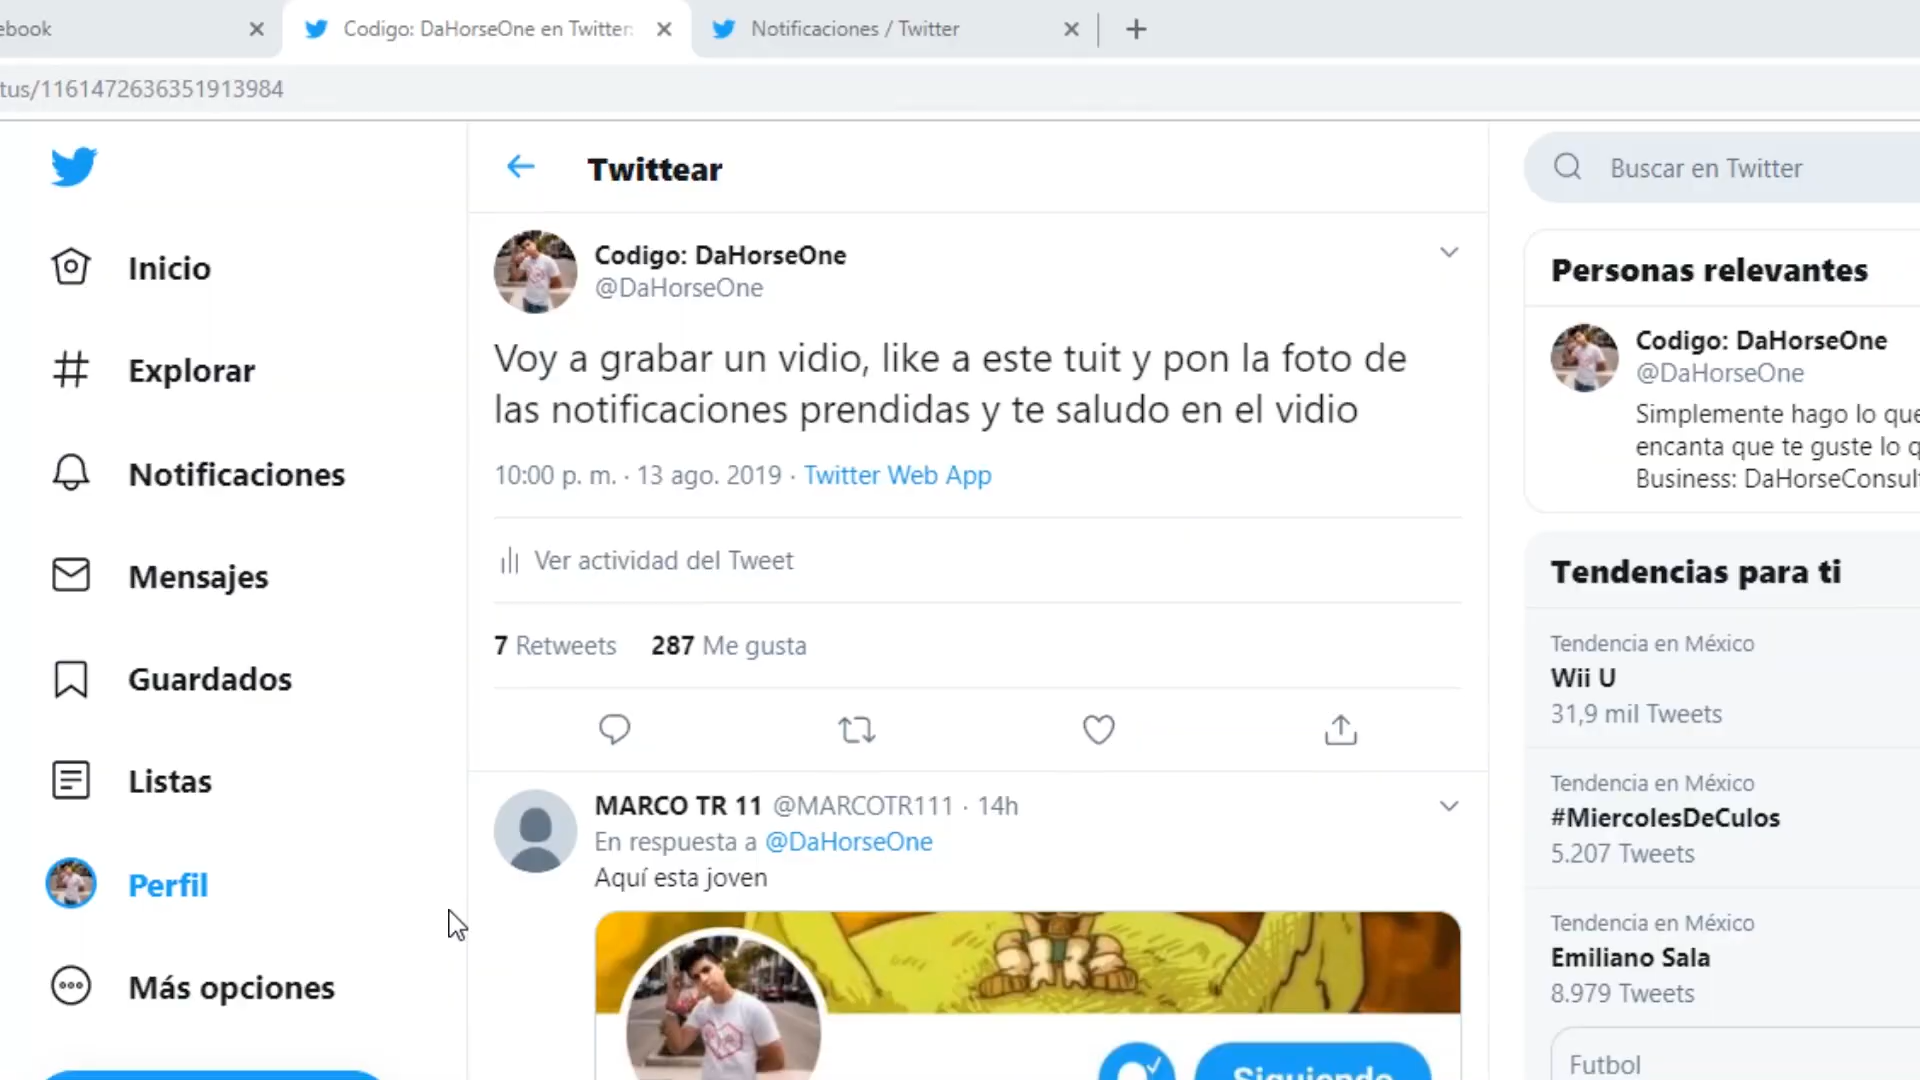 ebook
Codigo: DaHorseOne en Twitter:
Notificaciones / Twitter
tus/1161472636351913984
Inicio
Explorar
Notificaciones
Mensajes
Guardados
Listas
Perfil
Más opciones
Twittear
Codigo: DaHorseOne
@DaHorseOne
Voy a grabar un vidio, like a este tuit y pon la foto de
las notificaciones prendidas y te saludo en el vidio
10:00 p. m. · 13 ago. 2019 · Twitter Web App
Ver actividad del Tweet
7 Retweets 287 Me gusta
MARCO TR 11 @MARCOTR111 · 14h
En respuesta a @DaHorseOne
Aquí esta joven
Siguiendo
Buscar en Twitter
Personas relevantes
Codigo: DaHorseOne
@DaHorseOne
Simplemente hago lo que
encanta que te guste lo q
Business: DaHorseConsul
Tendencias para ti
Tendencia en México
Wii U
31,9 mil Tweets
Tendencia en México
#MiercolesDeCulos
5.207 Tweets
Tendencia en México
Emiliano Sala
8.979 Tweets
Futbol